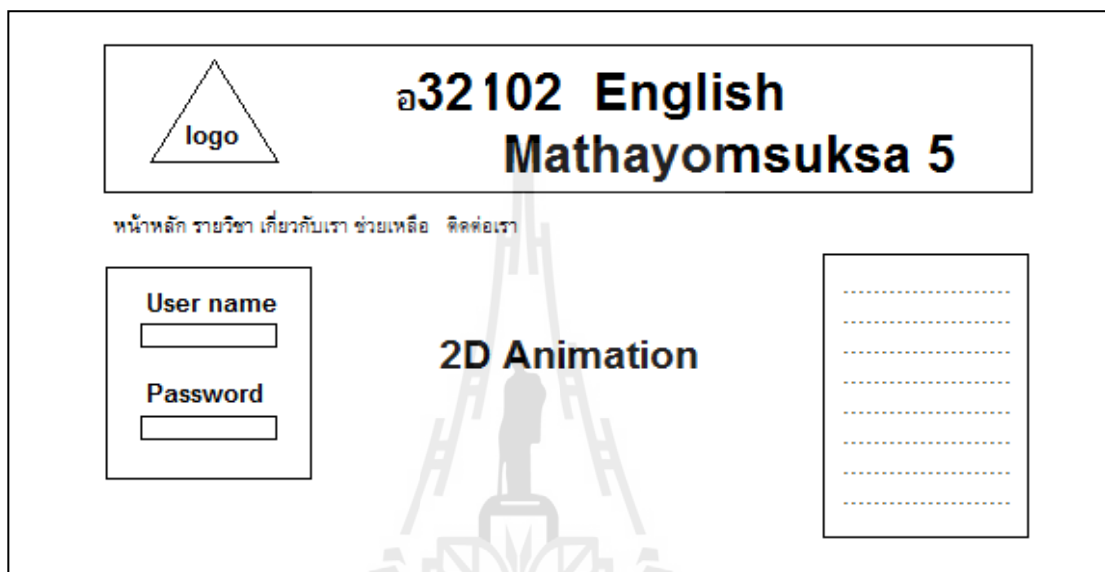 logo
อ32102 English
Mathayomsuksa 5
หน้าหลัก รายวิชา เกี่ยวกับเรา ช่วยเหลือ ติดต่อเรา
User name
Password
2D Animation